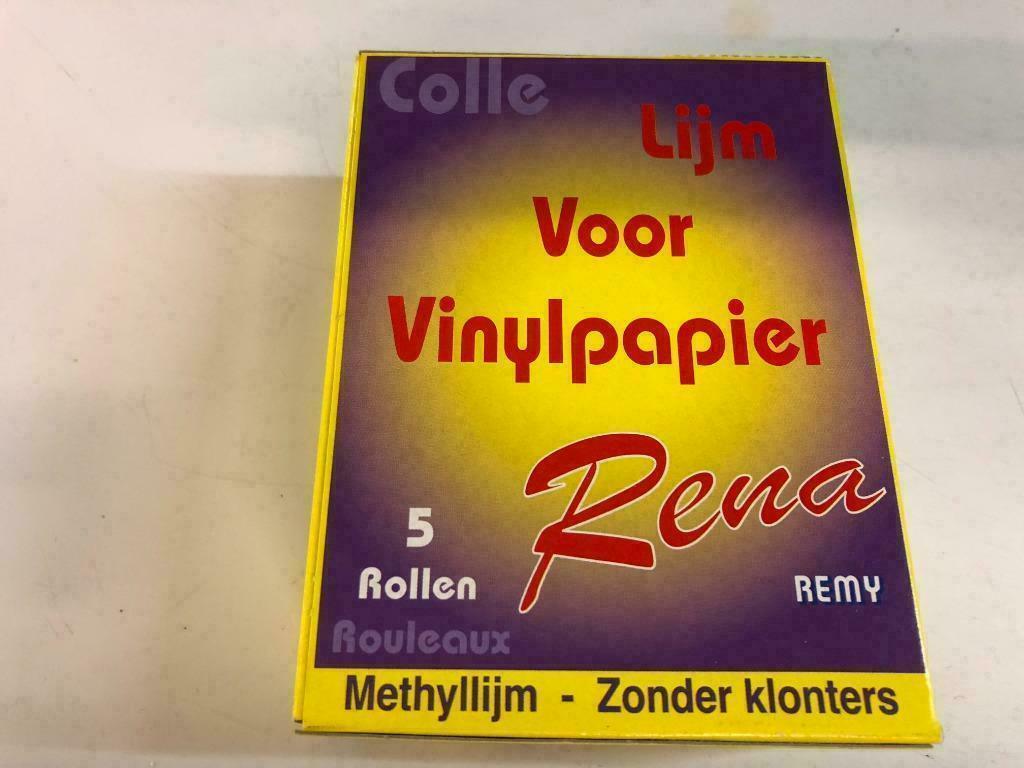 Colle
Lijm
Voor
Vinylpapier
Rena
5
Rollen
REMY
Rouleaux
Methyllijm - Zonder klonters